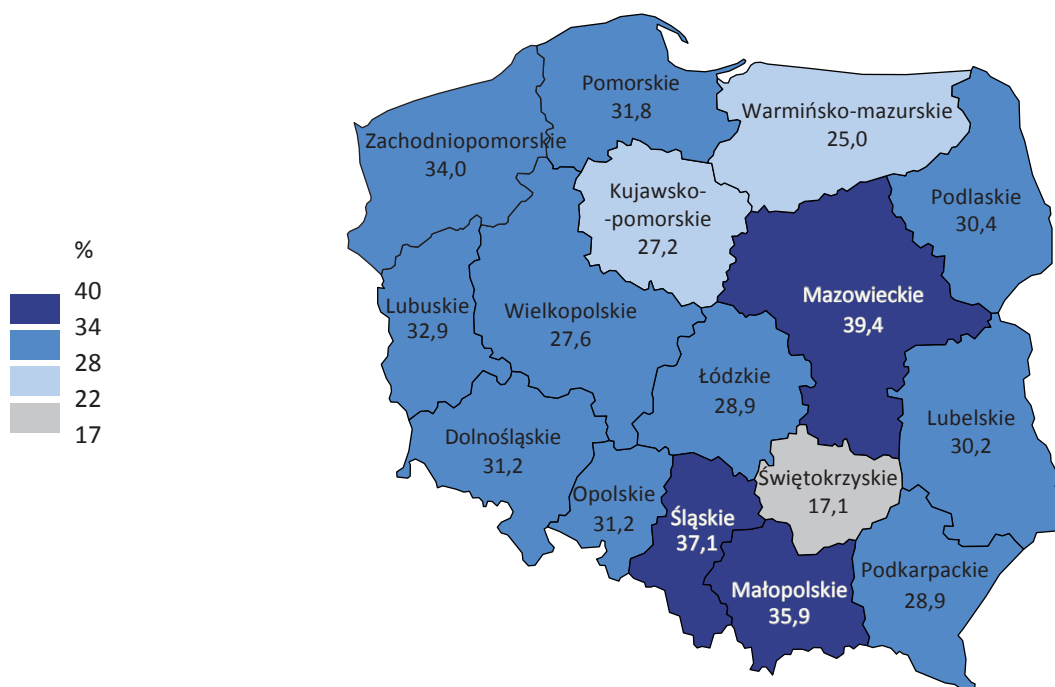 Pomorskie
31,8
Warmińsko-mazurskie
25,0
Zachodniopomorskie
34,0
Kujawsko-
-pomorskie
27,2
Podlaskie
30,4
%
40
34
28
22
17
Mazowieckie
39,4
Lubuskie
32,9
Wielkopolskie
27,6
Łódzkie
28,9
Lubelskie
30,2
Dolnośląskie
31,2
Opolskie
31,2
Świętokrzyskie
17,1
Śląskie
37,1
Małopolskie
35,9
Podkarpackie
28,9